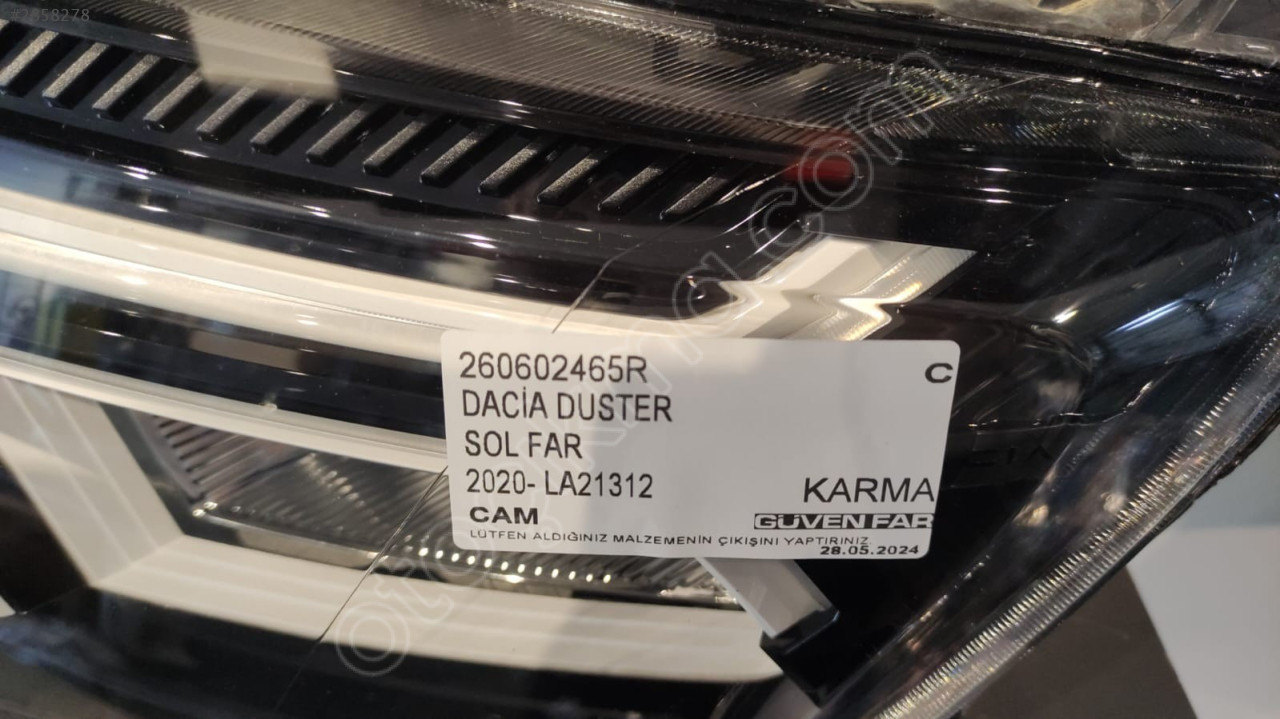 #2858278
260602465R C
DACİA DUSTER
SOL FAR
2020- LA21312
KARMA
CAM
GÜVEN FAR
LÜTFEN ALDIĞINIZ MALZEMENİN ÇIKIŞINI YAPTIRINIZ
28.05.2024